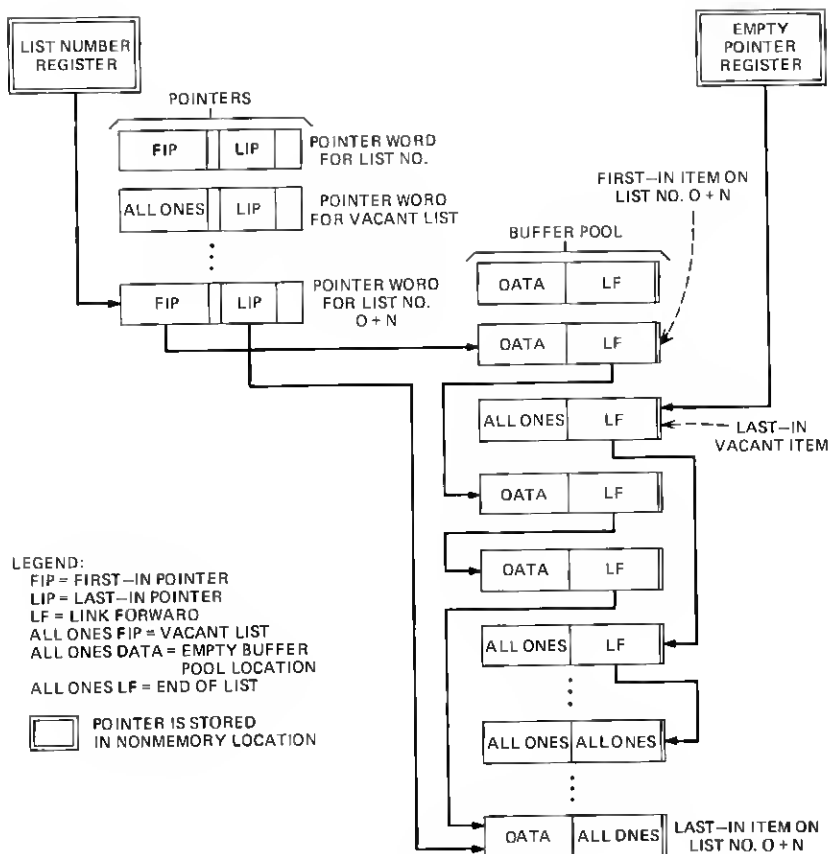 LIST NUMBER
REGISTER
EMPTY
POINTER
REGISTER
POINTERS
FIP LIP
POINTER WORD
FOR LIST NO.
ALL ONES LIP
POINTER WORD
FOR VACANT LIST
FIP LIP
POINTER WORD
FOR LIST NO.
O + N
FIRST-IN ITEM ON
LIST NO. O + N
BUFFER POOL
OATA LF
DATA LF
ALL ONES LF
LAST-IN
VACANT ITEM
OATA LF
DATA LF
ALL ONES LF
ALL ONES ALL ONES
DATA ALL DNES
LAST-IN ITEM ON
LIST NO. O + N
LEGEND:
FIP = FIRST-IN POINTER
LIP = LAST-IN POINTER
LF = LINK FORWARD
ALL ONES FIP = VACANT LIST
ALL ONES DATA = EMPTY BUFFER
POOL LOCATION
ALL ONES LF = END OF LIST
POINTER IS STORED
IN NONMEMORY LOCATION